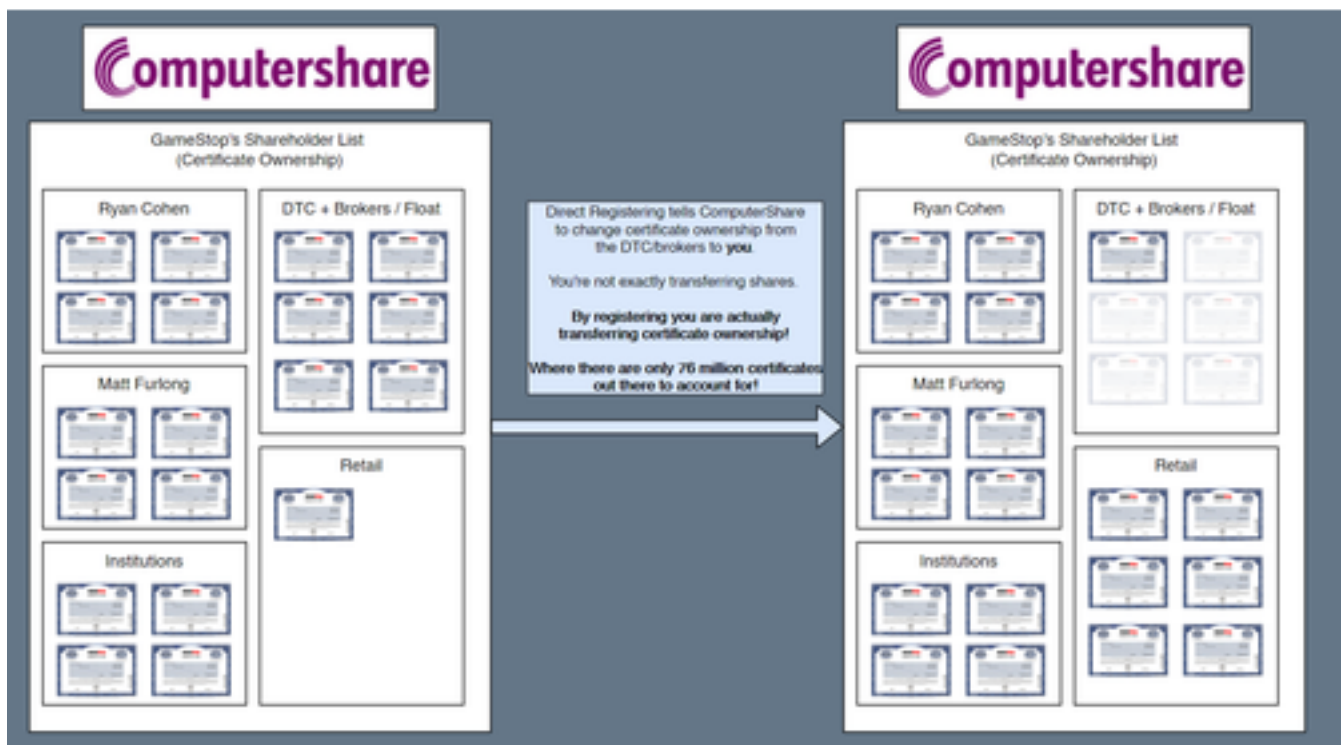 Computershare
GameStop's Shareholder List
(Certificate Ownership)
Ryan Cohen
DTC + Brokers / Float
Matt Furlong
Retail
Institutions
Direct Registering tells ComputerShare
to change certificate ownership from
the DTC/brokers to you.
You're not exactly transferring shares.
By registering you are actually
transferring certificate ownership!
Where there are only 76 million certificates
out there to account for!
Computershare
GameStop's Shareholder List
(Certificate Ownership)
Ryan Cohen
DTC + Brokers / Float
Matt Furlong
Retail
Institutions